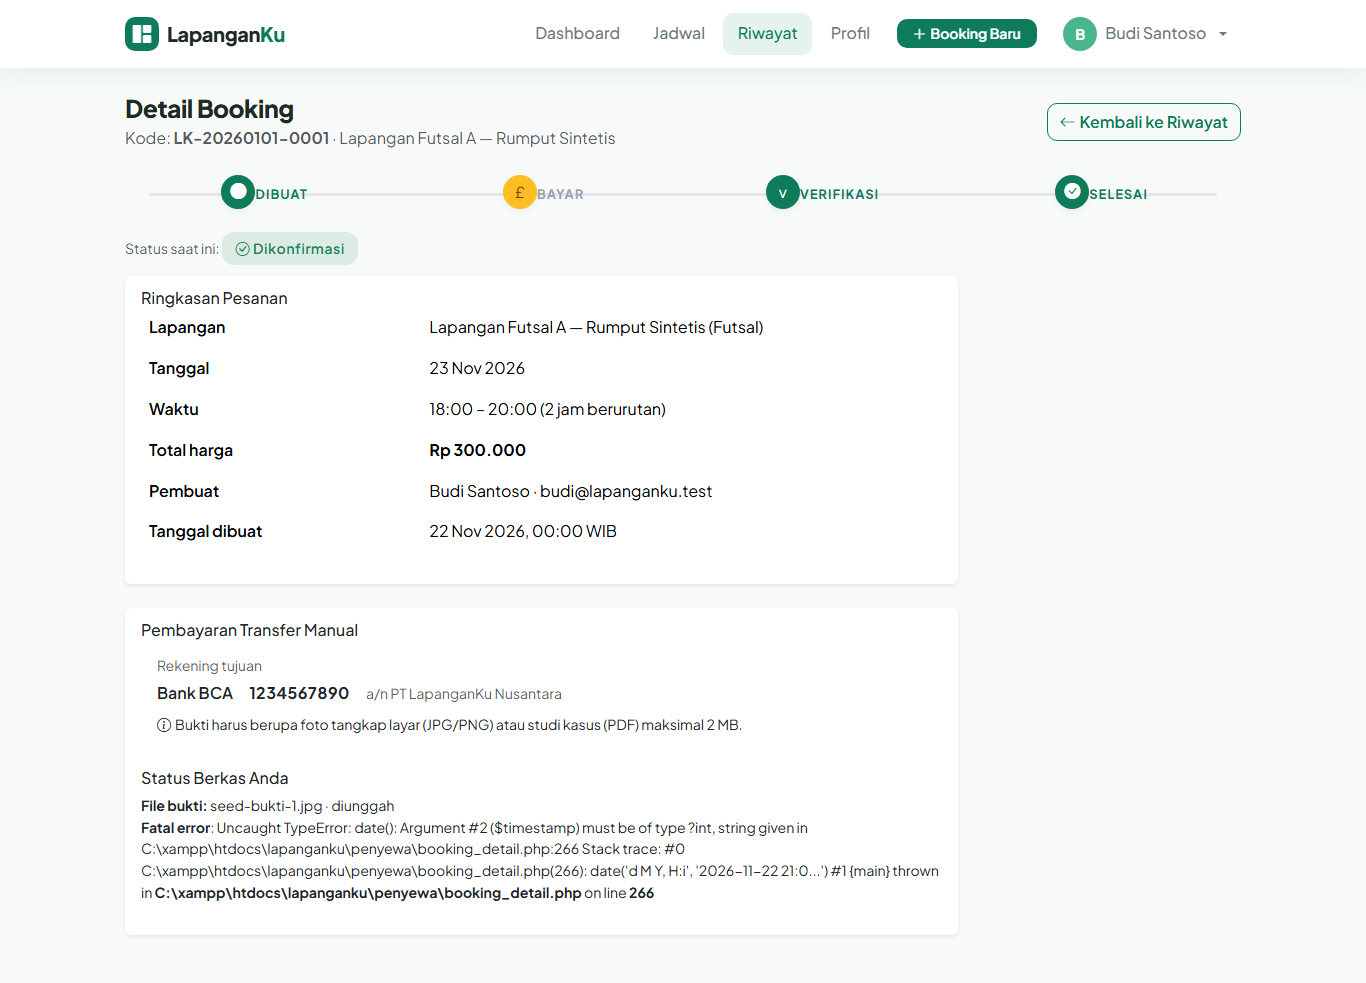 LapanganKu
Dashboard
Jadwal
Riwayat
Profil
+ Booking Baru
B
Budi Santoso
Detail Booking
Kode: LK-20260101-0001 · Lapangan Futsal A — Rumput Sintetis
← Kembali ke Riwayat
DIBUAT
£ BAYAR
V VERIFIKASI
SELESAI
Status saat ini: Dikonfirmasi
Ringkasan Pesanan
Lapangan Lapangan Futsal A — Rumput Sintetis (Futsal)
Tanggal 23 Nov 2026
Waktu 18:00 – 20:00 (2 jam berurutan)
Total harga Rp 300.000
Pembuat Budi Santoso · budi@lapanganku.test
Tanggal dibuat 22 Nov 2026, 00:00 WIB
Pembayaran Transfer Manual
Rekening tujuan
Bank BCA 1234567890 a/n PT LapanganKu Nusantara
Bukti harus berupa foto tangkap layar (JPG/PNG) atau studi kasus (PDF) maksimal 2 MB.
Status Berkas Anda
File bukti: seed-bukti-1.jpg · diunggah
Fatal error: Uncaught TypeError: date(): Argument #2 ($timestamp) must be of type ?int, string given in
C:\xampp\htdocs\lapanganku\penyewa\booking_detail.php:266 Stack trace: #0
C:\xampp\htdocs\lapanganku\penyewa\booking_detail.php(266): date('d M Y, H:i', '2026-11-22 21:0...') #1 {main} thrown
in C:\xampp\htdocs\lapanganku\penyewa\booking_detail.php on line 266